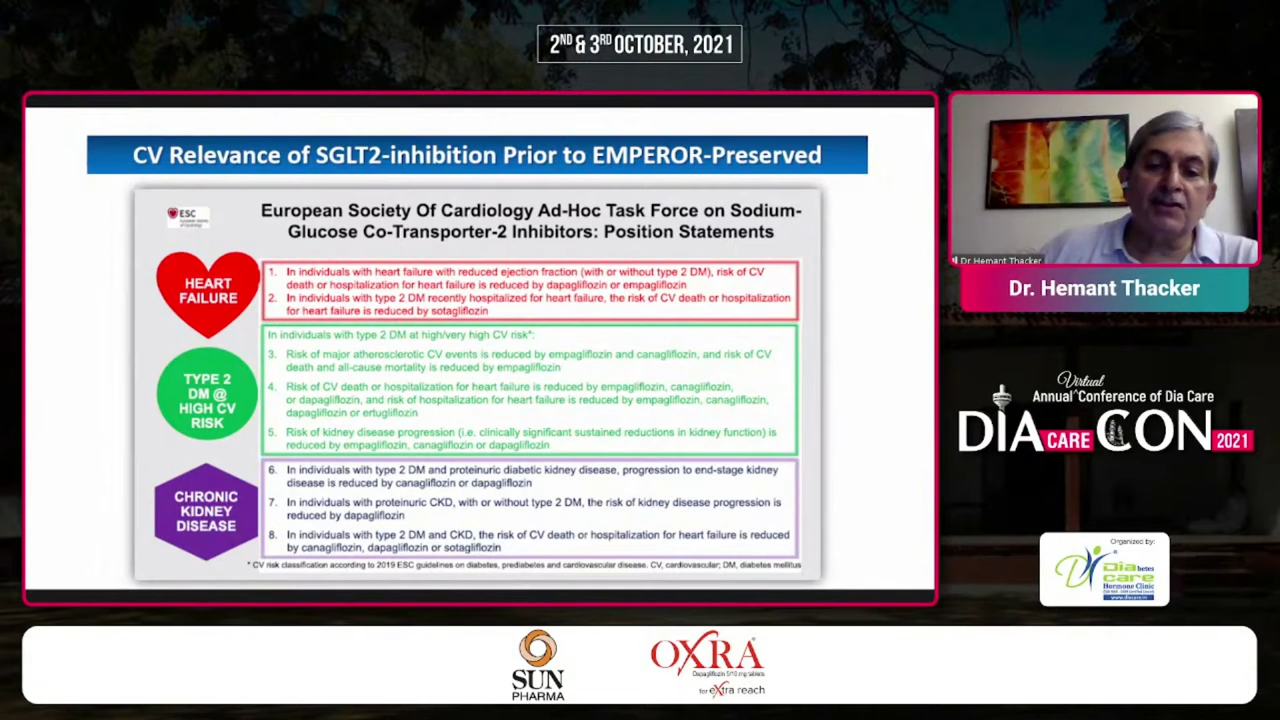 2ND & 3RD OCTOBER, 2021
CV Relevance of SGLT2-inhibition Prior to EMPEROR-Preserved
ESC
European Society of Cardiology
European Society Of Cardiology Ad-Hoc Task Force on Sodium-
Glucose Co-Transporter-2 Inhibitors: Position Statements
HEART
FAILURE
1. In individuals with heart failure with reduced ejection fraction (with or without type 2 DM), risk of CV
death or hospitalization for heart failure is reduced by dapagliflozin or empagliflozin
2. In individuals with type 2 DM recently hospitalized for heart failure, the risk of CV death or hospitalization
for heart failure is reduced by sotagliflozin
TYPE 2
DM @
HIGH CV
RISK
In individuals with type 2 DM at high/very high CV risk*:
3. Risk of major atherosclerotic CV events is reduced by empagliflozin and canagliflozin, and risk of CV
death and all-cause mortality is reduced by empagliflozin
4. Risk of CV death or hospitalization for heart failure is reduced by empagliflozin, canagliflozin,
or dapagliflozin, and risk of hospitalization for heart failure is reduced by empagliflozin, canagliflozin,
dapagliflozin or ertugliflozin
5. Risk of kidney disease progression (i.e. clinically significant sustained reductions in kidney function) is
reduced by empagliflozin, canagliflozin or dapagliflozin
CHRONIC
KIDNEY
DISEASE
6. In individuals with type 2 DM and proteinuric diabetic kidney disease, progression to end-stage kidney
disease is reduced by canagliflozin or dapagliflozin
7. In individuals with proteinuric CKD, with or without type 2 DM, the risk of kidney disease progression is
reduced by dapagliflozin
8. In individuals with type 2 DM and CKD, the risk of CV death or hospitalization for heart failure is reduced
by canagliflozin, dapagliflozin or sotagliflozin
* CV risk classification according to 2019 ESC guidelines on diabetes, prediabetes and cardiovascular disease. CV, cardiovascular; DM, diabetes mellitus
Dr Hemant Thacker
Dr. Hemant Thacker
Virtual
Annual Conference of Dia Care
DIA CARE CON 2021
Organized by:
Diabetes
care
Hormone Clinic
www.diacare.in
SUN
PHARMA
OXRA
Dapagliflozin 5/10 mg tablets
for eXtra reach